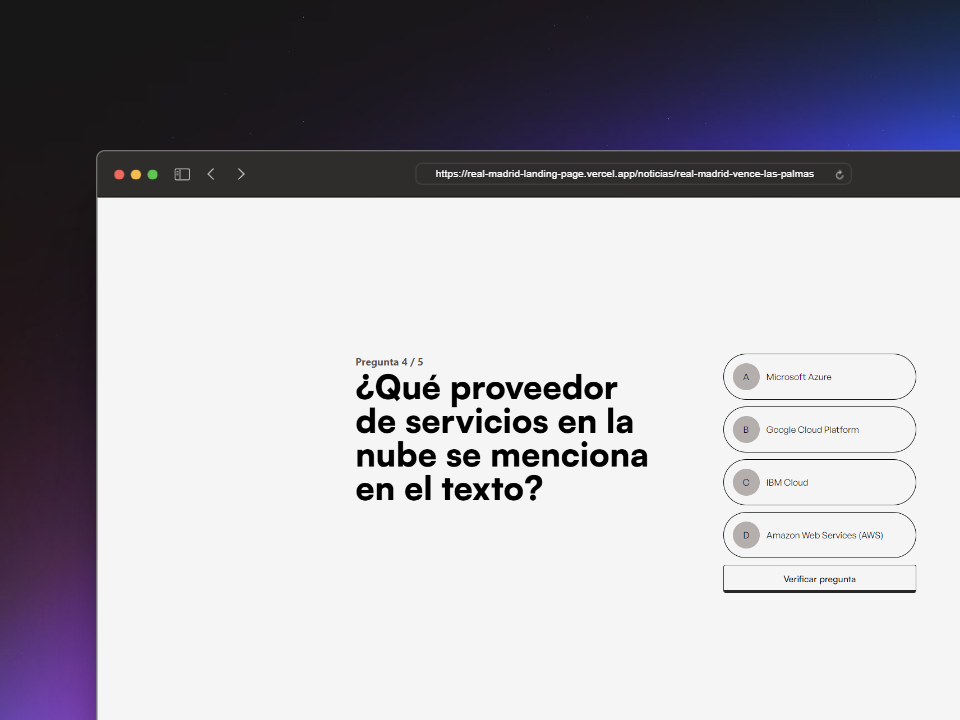 https://real-madrid-landing-page.vercel.app/noticias/real-madrid-vence-las-palmas
Pregunta 4 / 5
¿Qué proveedor
de servicios en la
nube se menciona
en el texto?
A Microsoft Azure
B Google Cloud Platform
C IBM Cloud
D Amazon Web Services (AWS)
Verificar pregunta